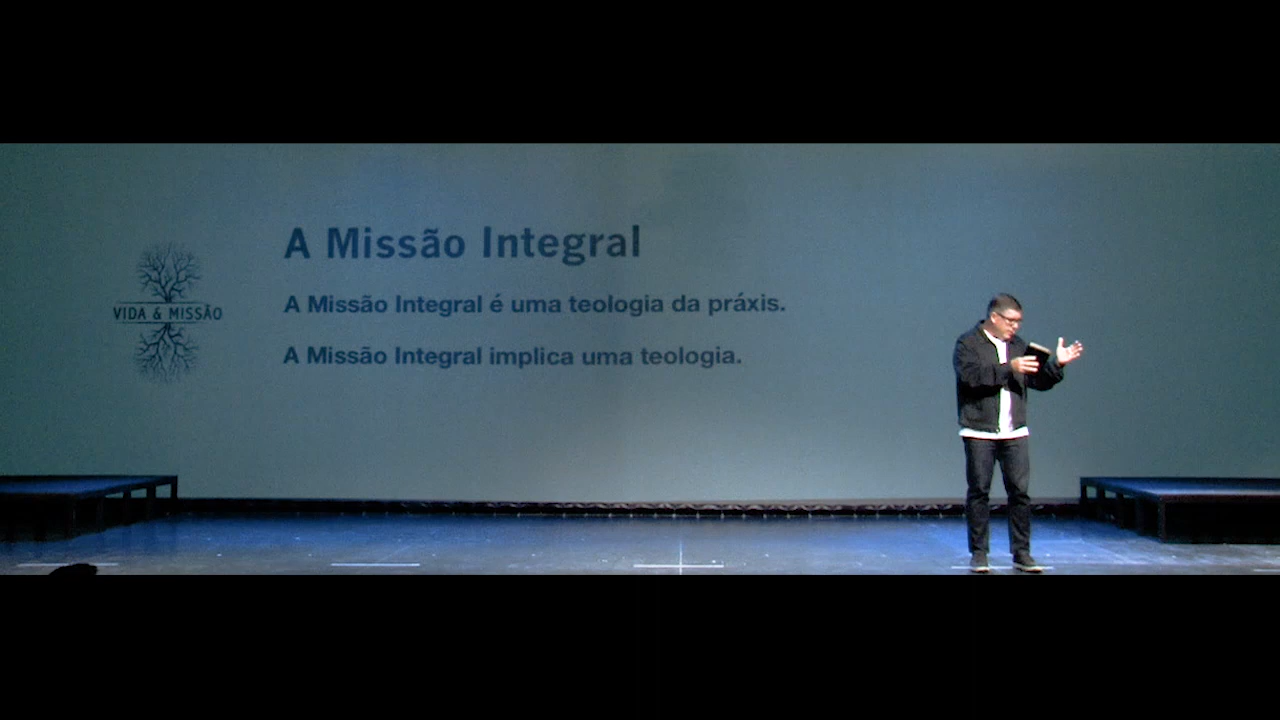 A Missão Integral
VIDA & MISSÃO
A Missão Integral é uma teologia da práxis.
A Missão Integral implica uma teologia.